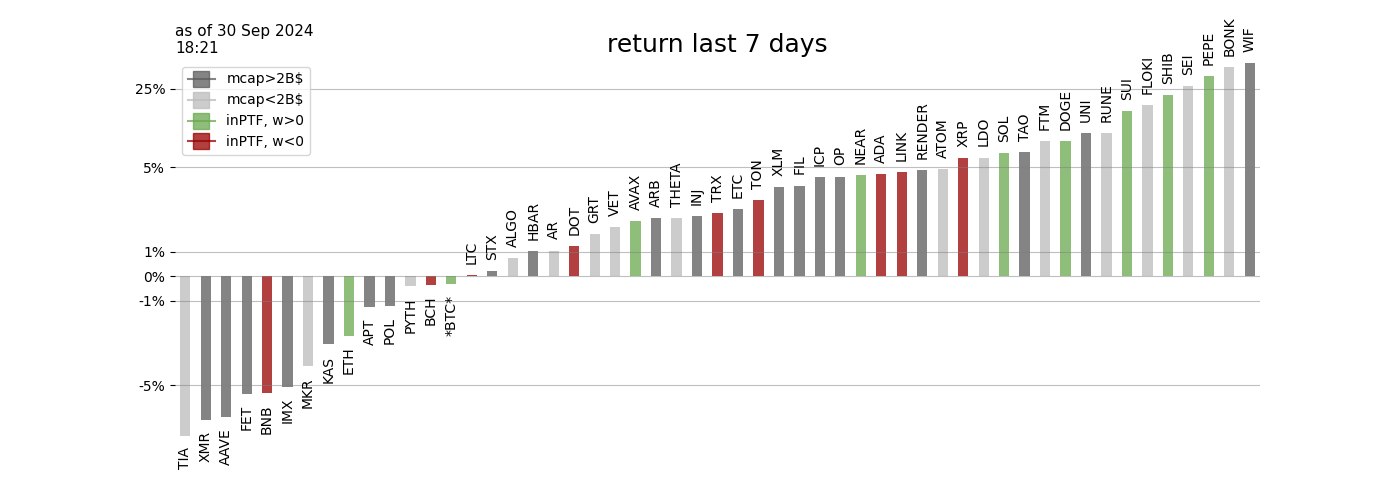 as of 30 Sep 2024
18:21
return last 7 days
mcap>2B$
mcap<2B$
inPTF, w>0
inPTF, w<0
25%
5%
1%
0%
-1%
-5%
TIA
XMR
AAVE
FET
BNB
IMX
MKR
KAS
ETH
APT
POL
PYTH
BCH
*BTC*
LTC
STX
ALGO
HBAR
AR
DOT
GRT
VET
AVAX
ARB
THETA
INJ
TRX
ETC
TON
XLM
FIL
ICP
OP
NEAR
ADA
LINK
RENDER
ATOM
XRP
LDO
SOL
TAO
FTM
DOGE
UNI
RUNE
SUI
FLOKI
SHIB
SEI
PEPE
BONK
WIF